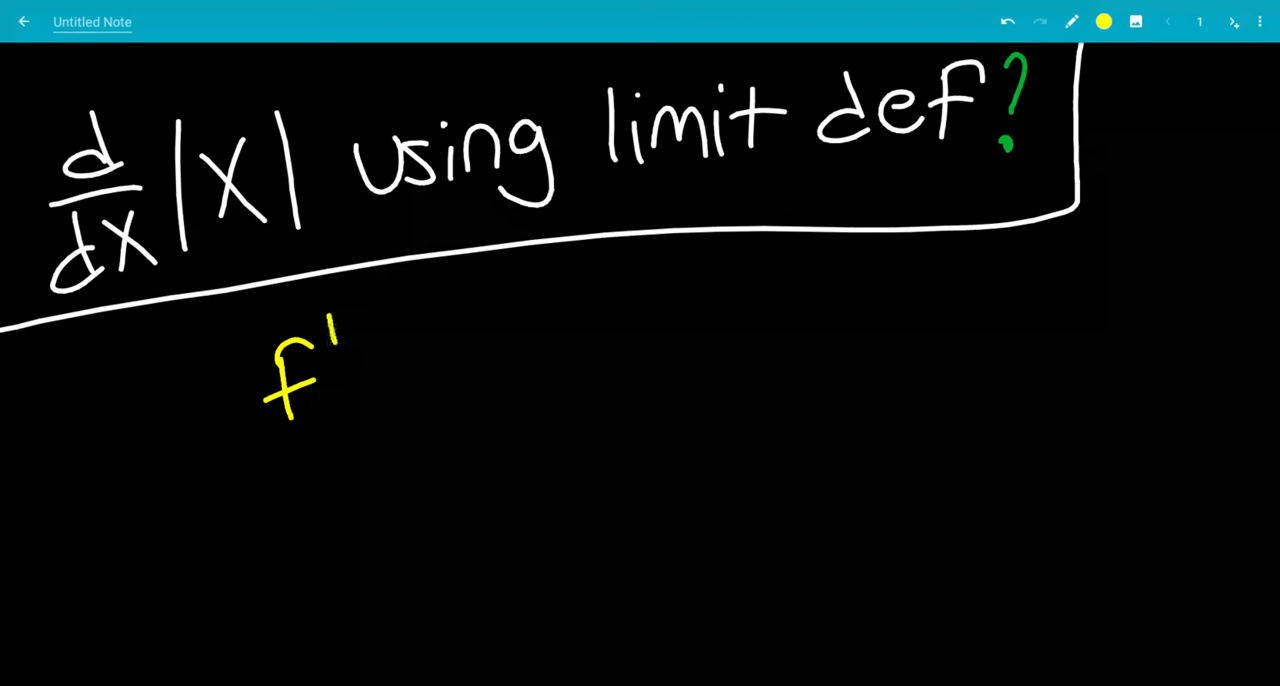 Untitled Note
1
d/dx |x| using limit def?
f'